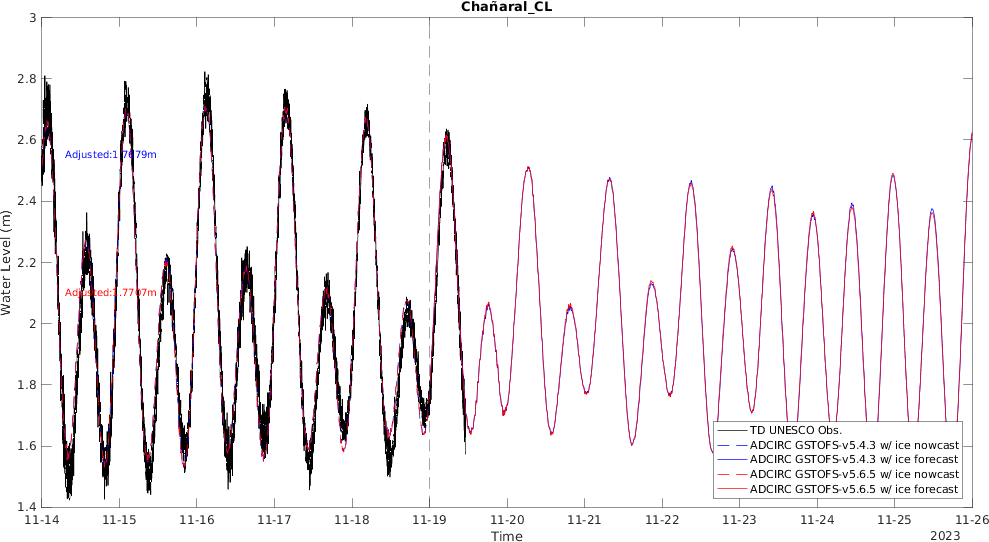 Chañaral_CL
3
2.8
2.6
2.4
2.2
2
1.8
1.6
1.4
Water Level (m)
Adjusted:1.7679m
Adjusted:1.7707m
TD UNESCO Obs.
ADCIRC GSTOFS-v5.4.3 w/ ice nowcast
ADCIRC GSTOFS-v5.4.3 w/ ice forecast
ADCIRC GSTOFS-v5.6.5 w/ ice nowcast
ADCIRC GSTOFS-v5.6.5 w/ ice forecast
11-14 11-15 11-16 11-17 11-18 11-19 11-20 11-21 11-22 11-23 11-24 11-25 11-26
Time
2023